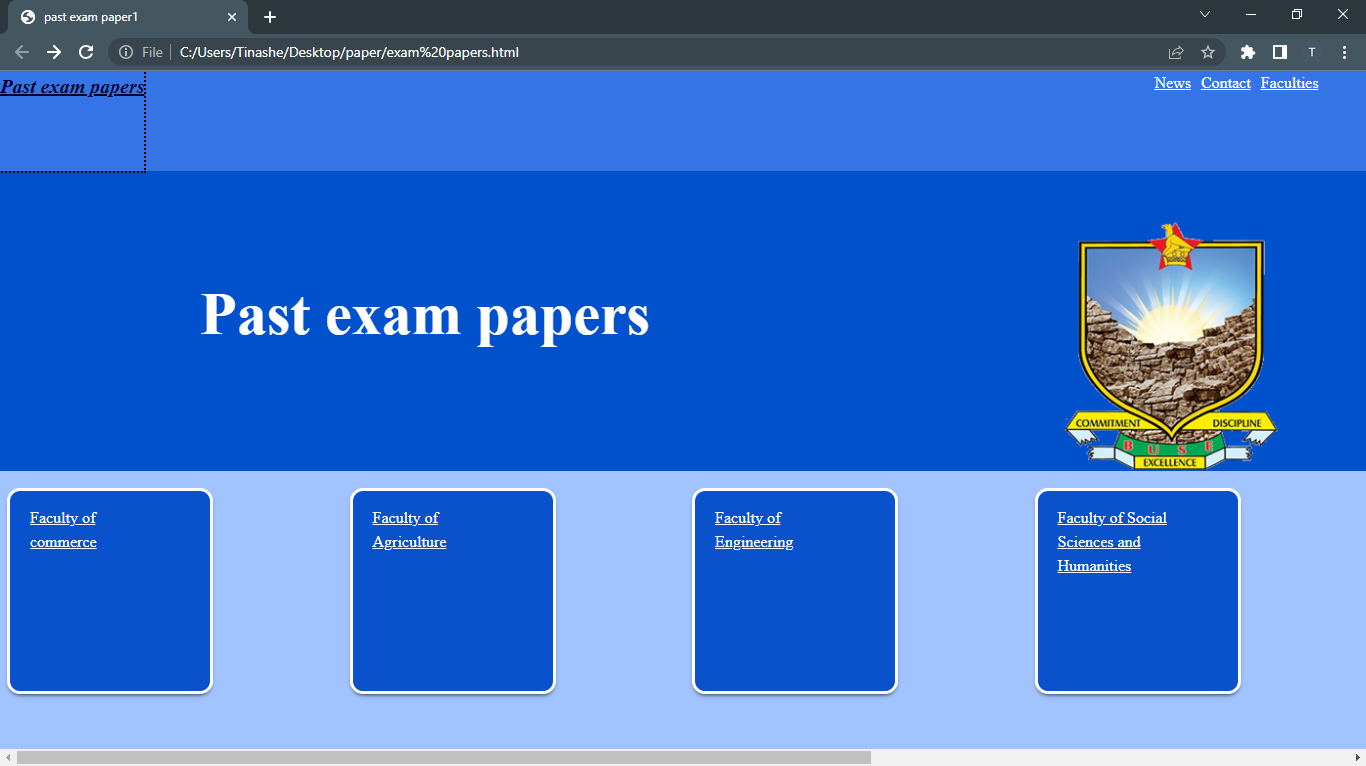 past exam paper1
File
C:/Users/Tinashe/Desktop/paper/exam%20papers.html
T
Past exam papers
News Contact Faculties
Past exam papers
COMMITMENT DISCIPLINE
BUSE
EXCELLENCE
Faculty of
commerce
Faculty of
Agriculture
Faculty of
Engineering
Faculty of Social
Sciences and
Humanities